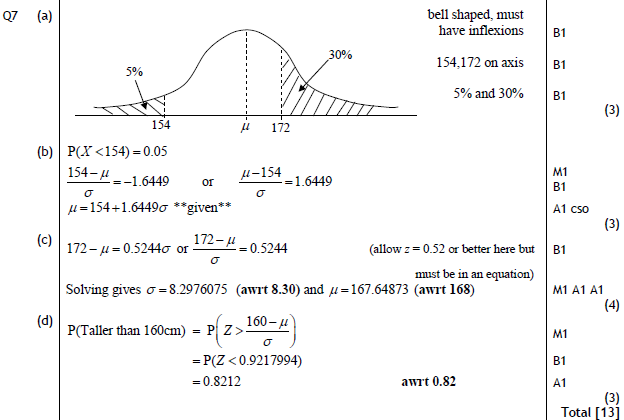 Q7 (a) bell shaped, must
have inflexions B1
154,172 on axis B1
5% and 30% B1
(3)
5%
30%
154 μ 172
(b) P(X < 154) = 0.05
(154 − μ)/σ = −1.6449 or (μ − 154)/σ = 1.6449 M1
B1
μ = 154 + 1.6449σ **given** A1 cso
(3)
(c) 172 − μ = 0.5244σ or (172 − μ)/σ = 0.5244 (allow z = 0.52 or better here but B1
must be in an equation)
Solving gives σ = 8.2976075 (awrt 8.30) and μ = 167.64873 (awrt 168) M1 A1 A1
(4)
(d) P(Taller than 160cm) = P(Z > (160 − μ)/σ) M1
= P(Z < 0.9217994) B1
= 0.8212 awrt 0.82 A1
(3)
Total [13]